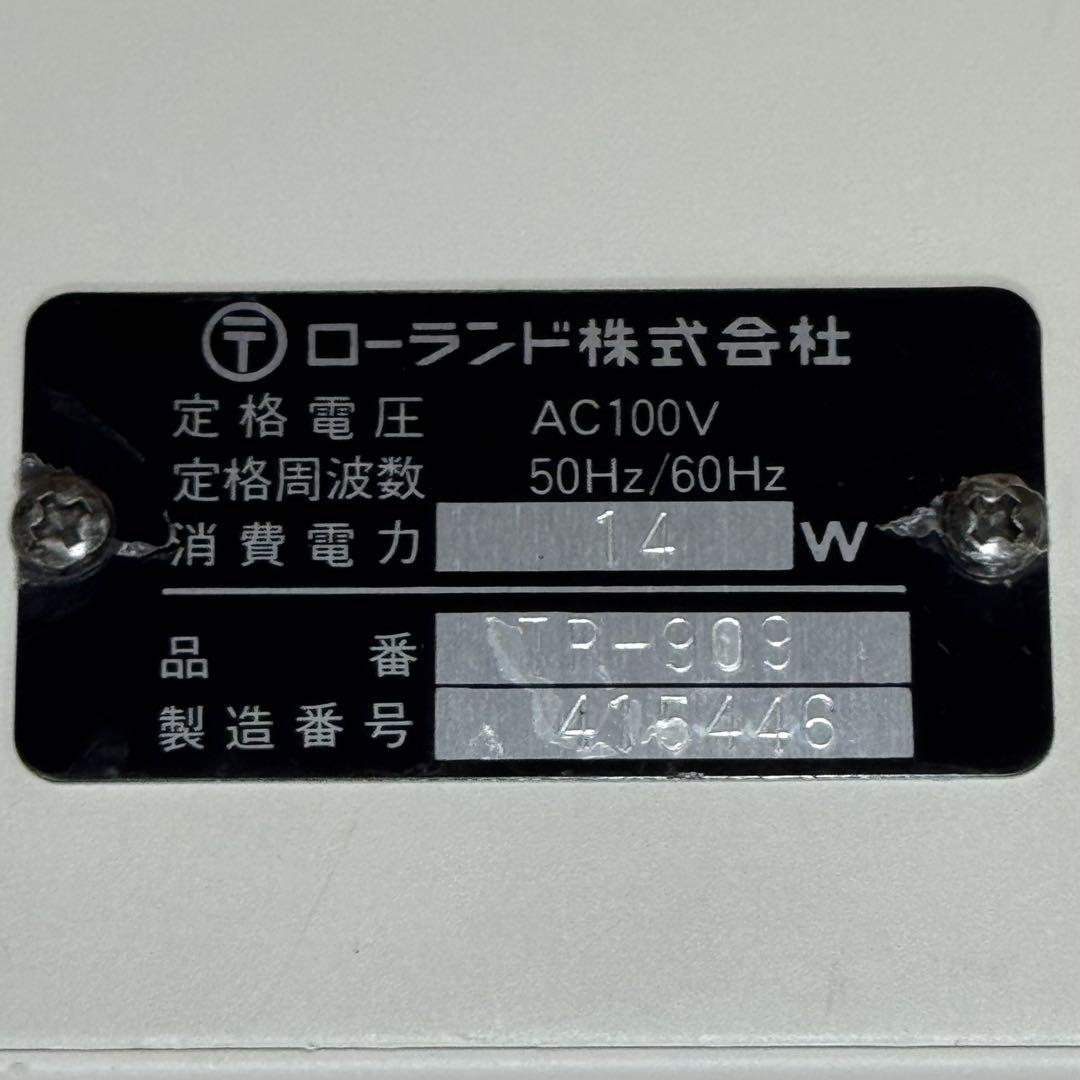 〒 ローランド株式会社
定格電圧 AC100V
定格周波数 50Hz/60Hz
消費電力 14 W
品番 TR-909
製造番号 415446